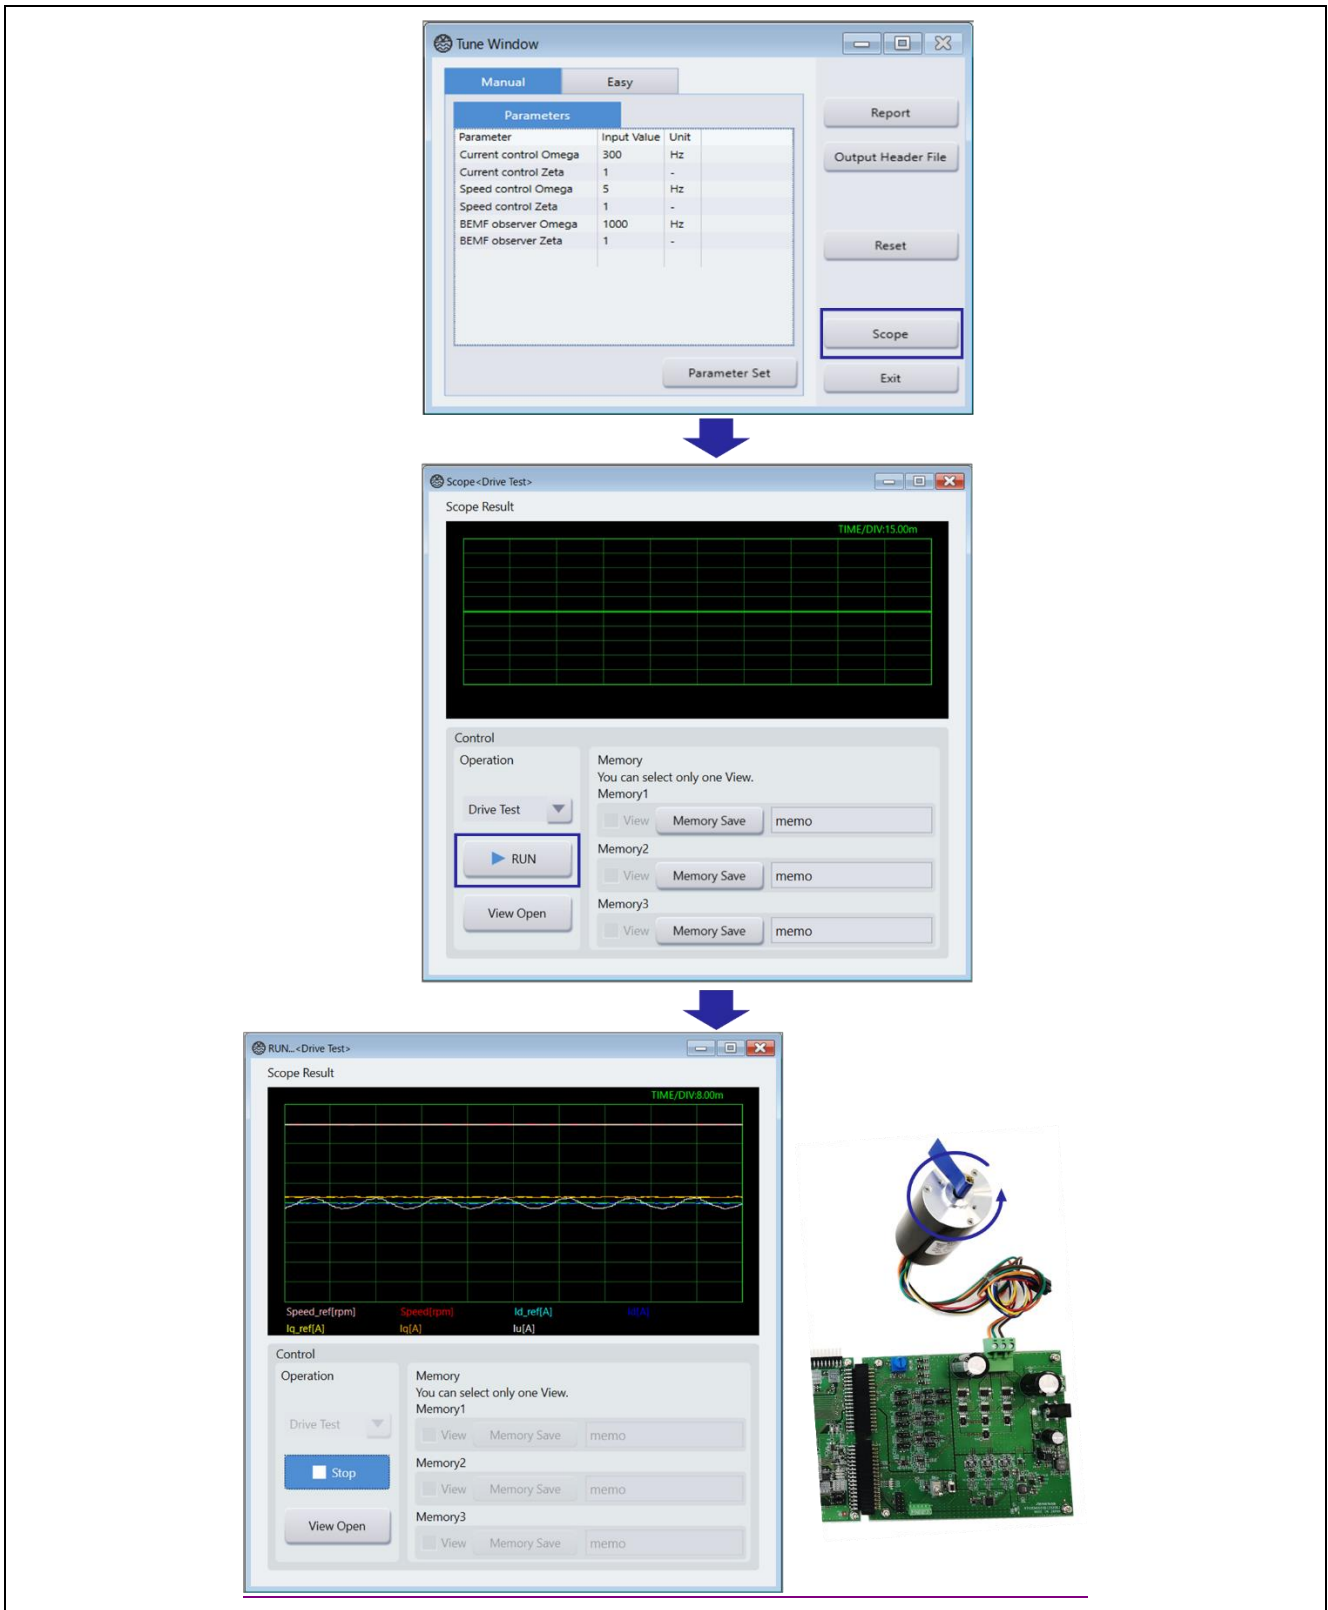 Tune Window
Manual Easy
Parameters
Parameter Input Value Unit
Current control Omega 300 Hz
Current control Zeta 1 -
Speed control Omega 5 Hz
Speed control Zeta 1 -
BEMF observer Omega 1000 Hz
BEMF observer Zeta 1 -
Parameter Set
Report
Output Header File
Reset
Scope
Exit
Scope<Drive Test>
Scope Result
TIME/DIV:15.00m
Control
Operation
Drive Test
RUN
View Open
Memory
You can select only one View.
Memory1
View Memory Save memo
Memory2
View Memory Save memo
Memory3
View Memory Save memo
RUN...<Drive Test>
Scope Result
TIME/DIV:8.00m
Speed_ref[rpm] Speed[rpm] Id_ref[A] Id[A]
Iq_ref[A] Iq[A] Iu[A]
Control
Operation
Drive Test
Stop
View Open
Memory
You can select only one View.
Memory1
View Memory Save memo
Memory2
View Memory Save memo
Memory3
View Memory Save memo